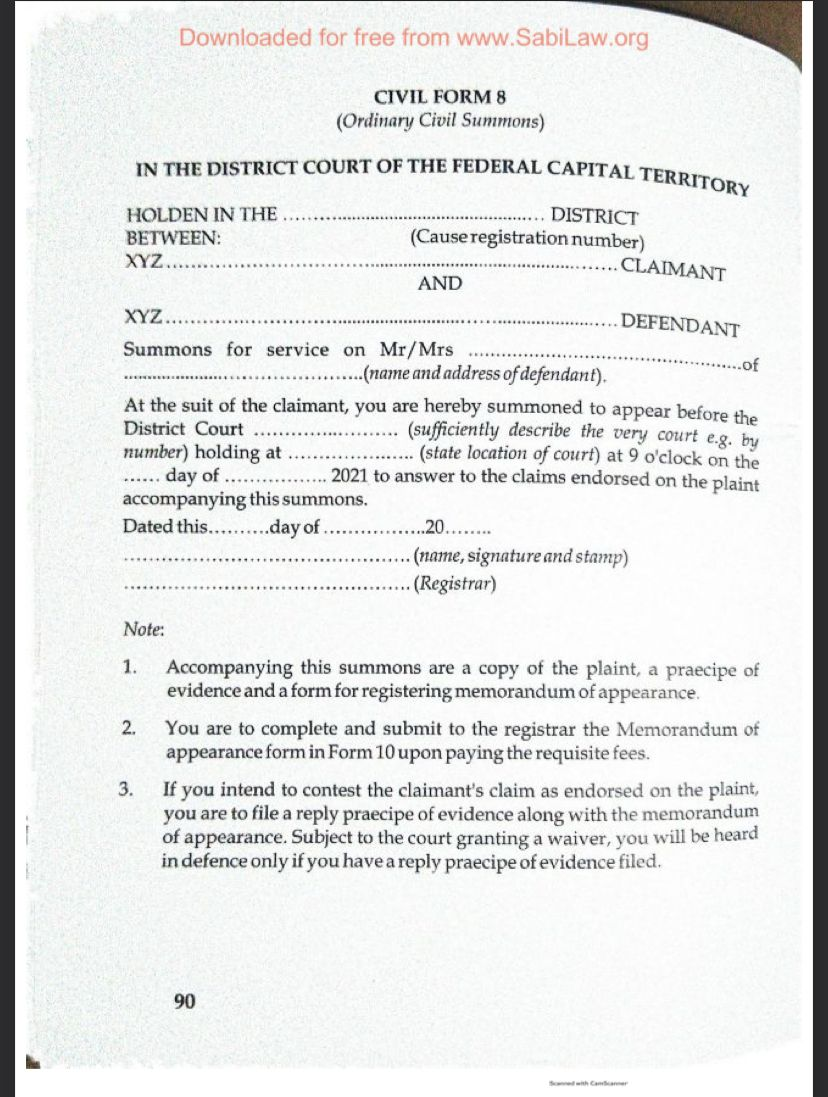 Downloaded for free from www.SabiLaw.org
CIVIL FORM 8
(Ordinary Civil Summons)
IN THE DISTRICT COURT OF THE FEDERAL CAPITAL TERRITORY
HOLDEN IN THE ................................................ DISTRICT
BETWEEN: (Cause registration number)
XYZ................................................................................ CLAIMANT
AND
XYZ................................................................................ DEFENDANT
Summons for service on Mr/Mrs ................................................of
..........................................(name and address of defendant).
At the suit of the claimant, you are hereby summoned to appear before the
District Court ........................ (sufficiently describe the very court e.g. by
number) holding at ..................... (state location of court) at 9 o'clock on the
...... day of ................. 2021 to answer to the claims endorsed on the plaint
accompanying this summons.
Dated this..........day of .................20........
................................................ (name, signature and stamp)
................................................ (Registrar)
Note:
1. Accompanying this summons are a copy of the plaint, a praecipe of
evidence and a form for registering memorandum of appearance.
2. You are to complete and submit to the registrar the Memorandum of
appearance form in Form 10 upon paying the requisite fees.
3. If you intend to contest the claimant's claim as endorsed on the plaint,
you are to file a reply praecipe of evidence along with the memorandum
of appearance. Subject to the court granting a waiver, you will be heard
in defence only if you have a reply praecipe of evidence filed.
90
Scanned with CamScanner